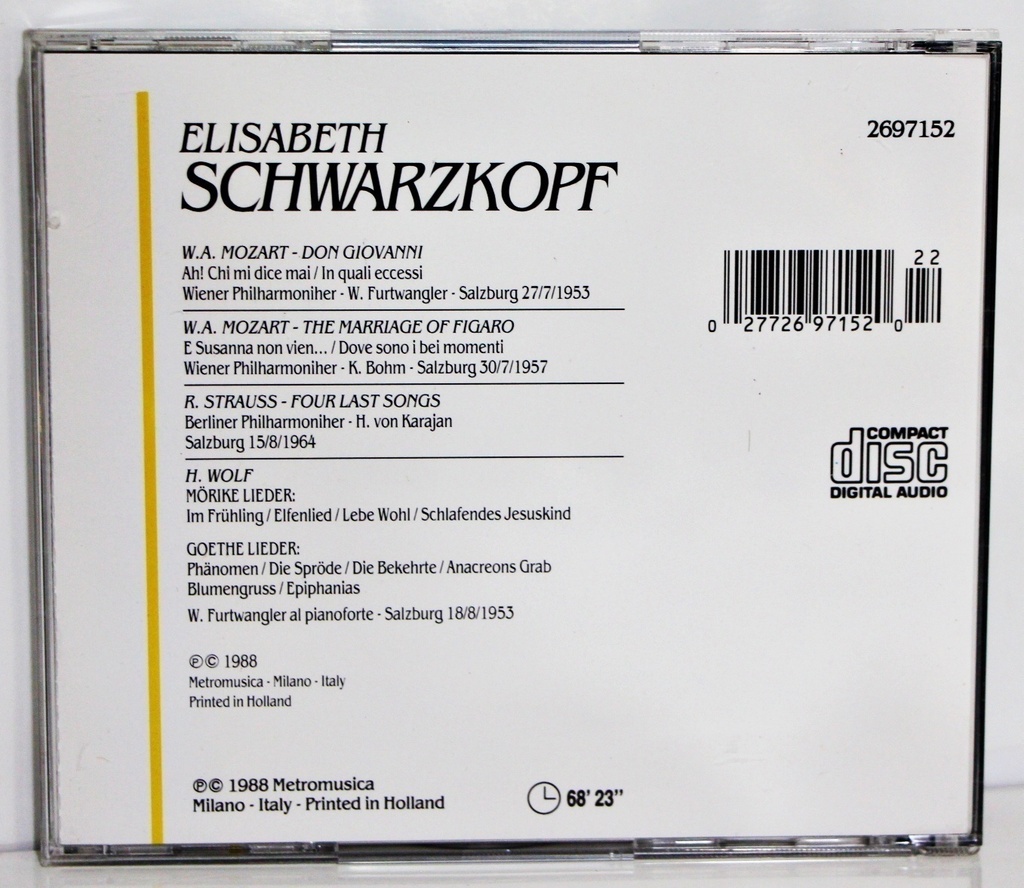 ELISABETH
SCHWARZKOPF
2697152
W.A. MOZART - DON GIOVANNI
Ah! Chi mi dice mai / In quali eccessi
Wiener Philharmoniher - W. Furtwangler - Salzburg 27/7/1953
W.A. MOZART - THE MARRIAGE OF FIGARO
E Susanna non vien... / Dove sono i bei momenti
Wiener Philharmoniher - K. Bohm - Salzburg 30/7/1957
R. STRAUSS - FOUR LAST SONGS
Berliner Philharmoniher - H. von Karajan
Salzburg 15/8/1964
H. WOLF
MÖRIKE LIEDER:
Im Frühling / Elfenlied / Lebe Wohl / Schlafendes Jesuskind
GOETHE LIEDER:
Phänomen / Die Spröde / Die Bekehrte / Anacreons Grab
Blumengruss / Epiphanias
W. Furtwangler al pianoforte - Salzburg 18/8/1953
℗© 1988
Metromusica - Milano - Italy
Printed in Holland
℗© 1988 Metromusica
Milano - Italy - Printed in Holland
68' 23"
22
0 27726 97152 0
COMPACT
disc
DIGITAL AUDIO